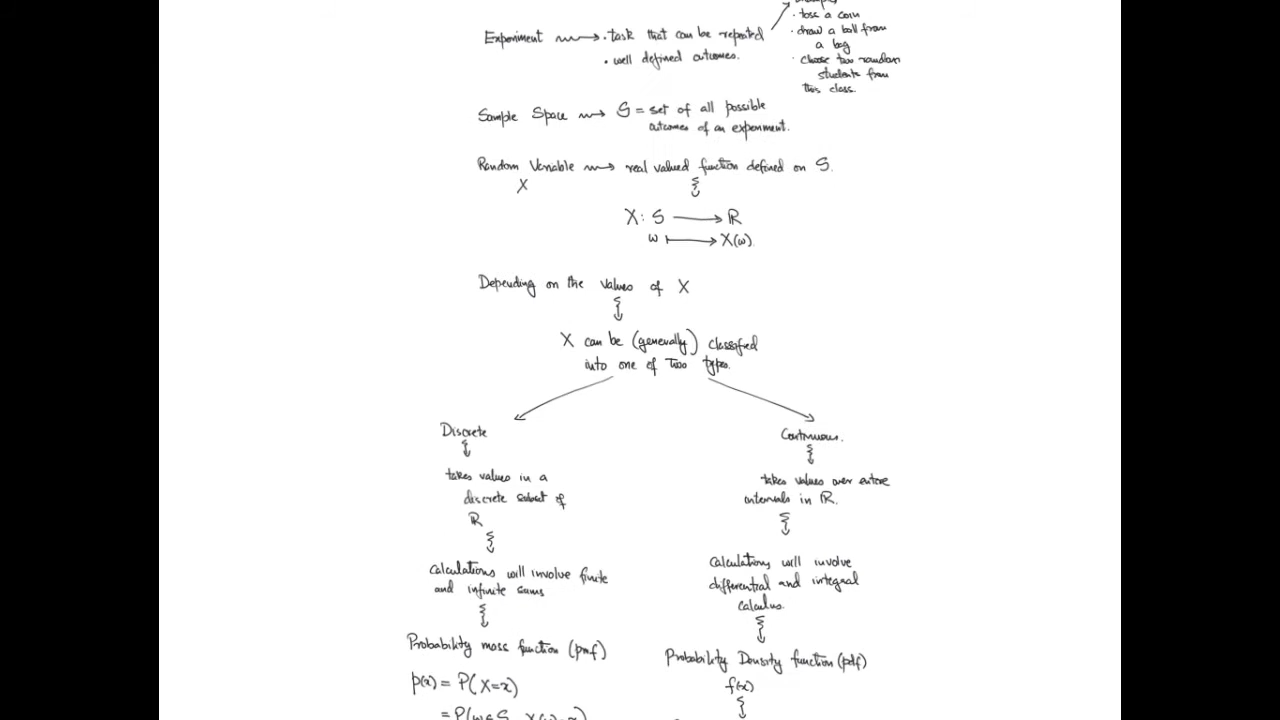 Experiment → • task that can be repeated
• well defined outcomes.
• toss a coin
• draw a ball from
a bag
• choose two random
students from
this class.
Sample Space → S = set of all possible
outcomes of an experiment.
Random Variable → real valued function defined on S.
X
X: S → ℝ
ω ↦ X(ω).
Depending on the values of X
X can be (generally) classified
into one of two types.
Discrete
takes values in a
discrete subset of
ℝ
Calculations will involve finite
and infinite sums
Probability mass function (pmf)
p(x) = P(X=x)
Continuous.
takes values over entire
intervals in ℝ.
Calculations will involve
differential and integral
calculus.
Probability Density function (pdf)
f(x)